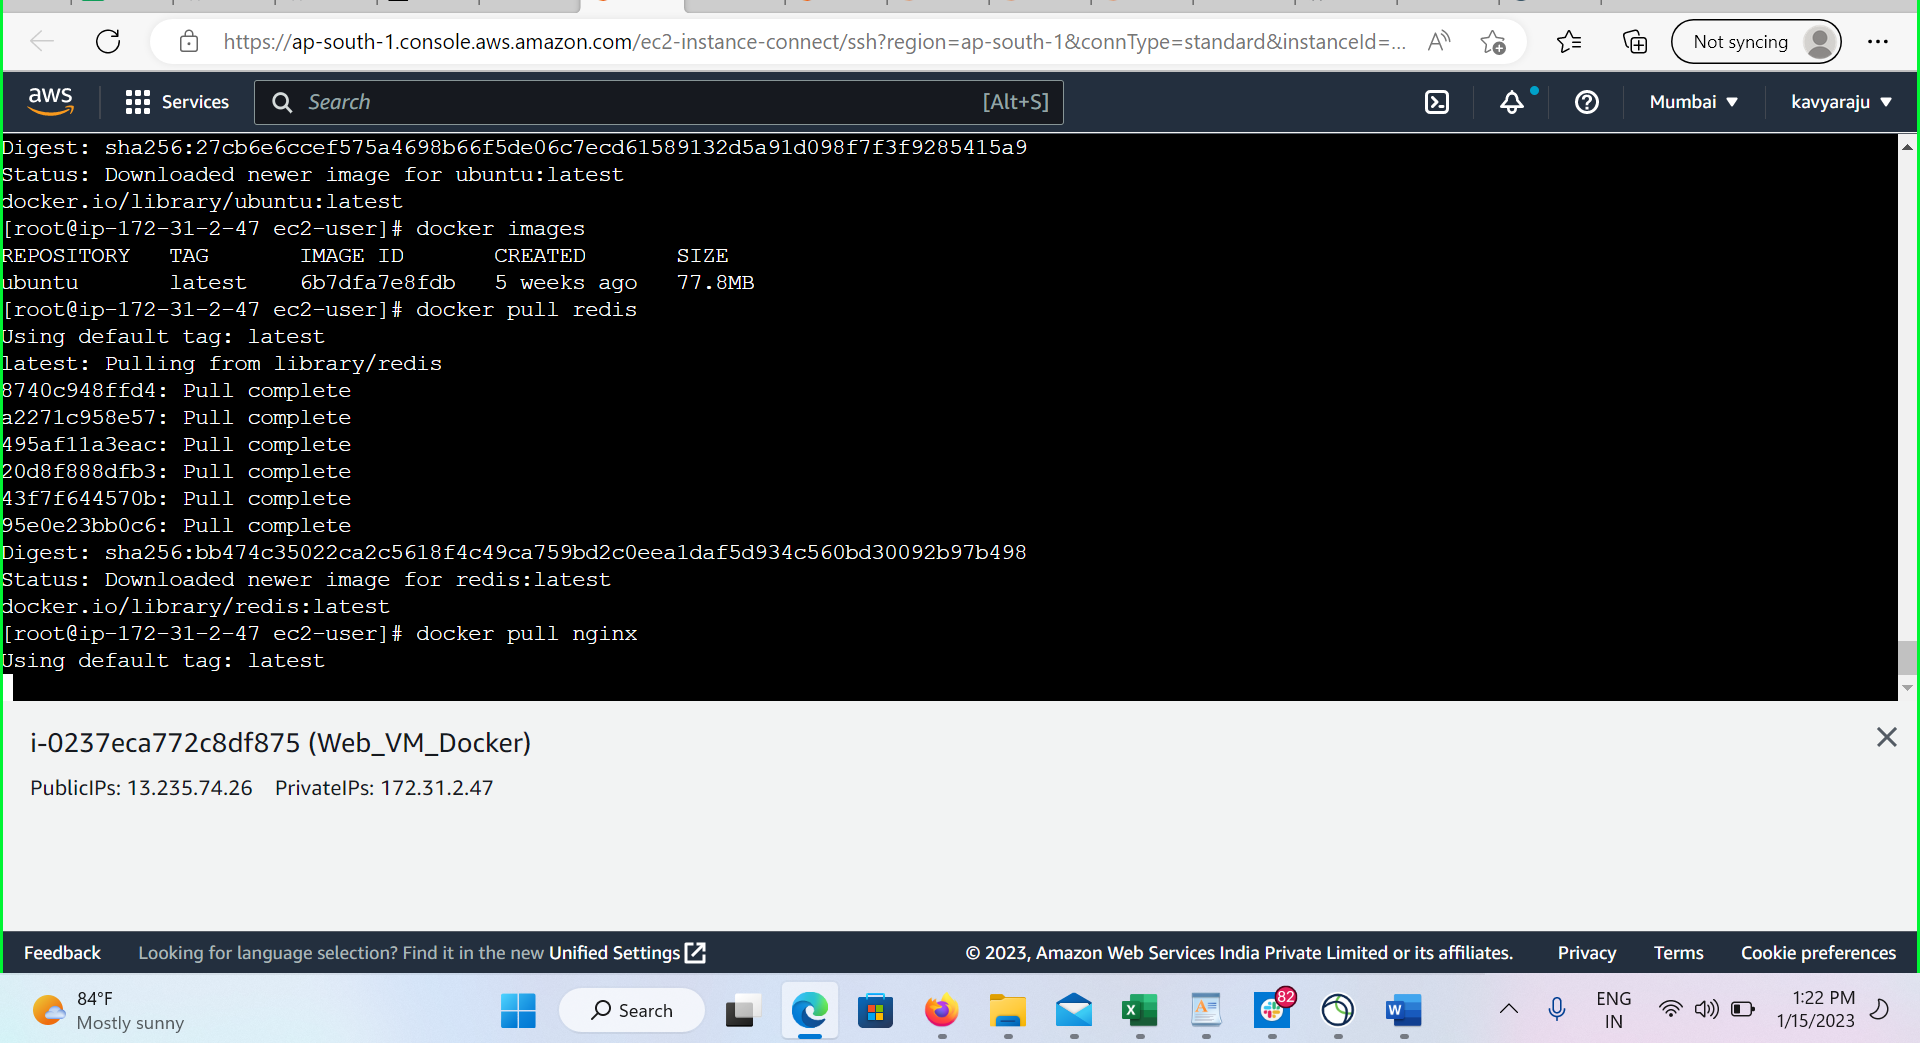 https://ap-south-1.console.aws.amazon.com/ec2-instance-connect/ssh?region=ap-south-1&connType=standard&instanceId=...
Not syncing
aws
Services
Search
[Alt+S]
Mumbai
kavyaraju
Digest: sha256:27cb6e6ccef575a4698b66f5de06c7ecd61589132d5a91d098f7f3f9285415a9
Status: Downloaded newer image for ubuntu:latest
docker.io/library/ubuntu:latest
[root@ip-172-31-2-47 ec2-user]# docker images
REPOSITORY   TAG       IMAGE ID       CREATED       SIZE
ubuntu       latest    6b7dfa7e8fdb   5 weeks ago   77.8MB
[root@ip-172-31-2-47 ec2-user]# docker pull redis
Using default tag: latest
latest: Pulling from library/redis
8740c948ffd4: Pull complete
a2271c958e57: Pull complete
495af11a3eac: Pull complete
20d8f888dfb3: Pull complete
43f7f644570b: Pull complete
95e0e23bb0c6: Pull complete
Digest: sha256:bb474c35022ca2c5618f4c49ca759bd2c0eea1daf5d934c560bd30092b97b498
Status: Downloaded newer image for redis:latest
docker.io/library/redis:latest
[root@ip-172-31-2-47 ec2-user]# docker pull nginx
Using default tag: latest
i-0237eca772c8df875 (Web_VM_Docker)
PublicIPs: 13.235.74.26    PrivateIPs: 172.31.2.47
Feedback
Looking for language selection? Find it in the new Unified Settings
© 2023, Amazon Web Services India Private Limited or its affiliates.
Privacy
Terms
Cookie preferences
84°F
Mostly sunny
Search
82
ENG
IN
1:22 PM
1/15/2023